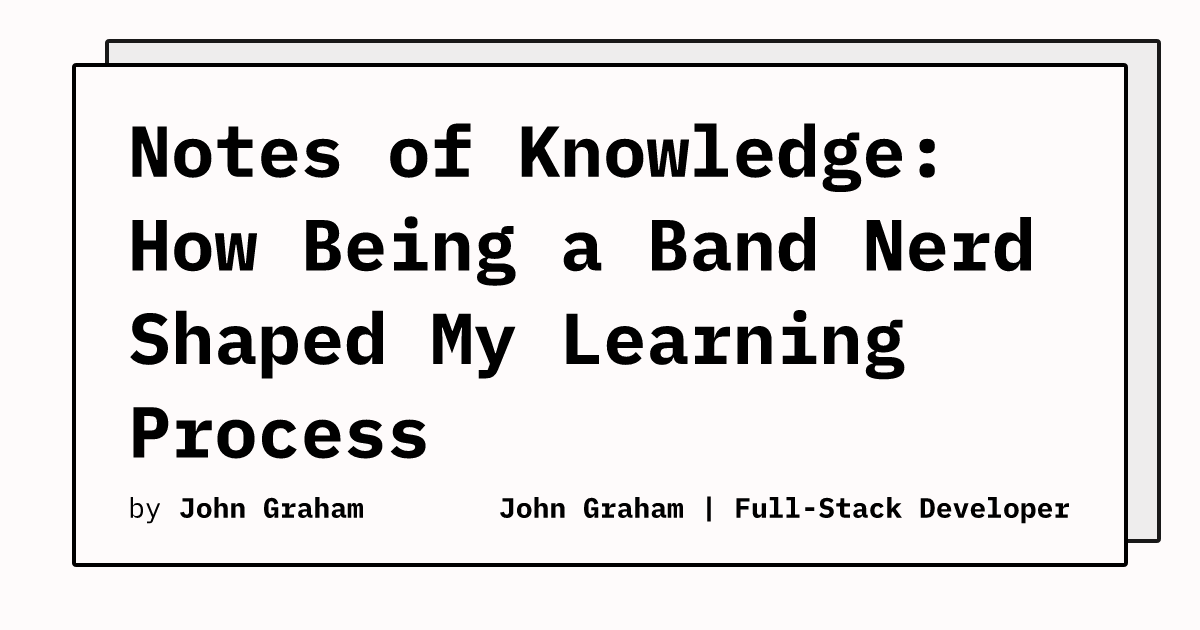 Notes of Knowledge:
How Being a Band Nerd
Shaped My Learning
Process
by John Graham
John Graham | Full-Stack Developer